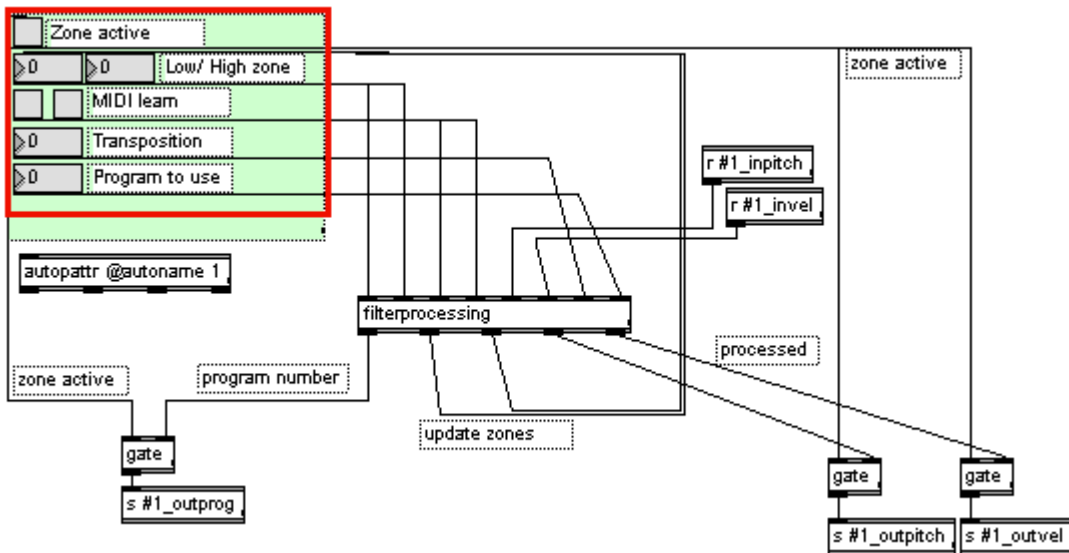 Zone active
0 0 Low/ High zone
MIDI learn
0 Transposition
0 Program to use
zone active
r #1_inpitch
r #1_invel
autopattr @autoname 1
filterprocessing
processed
zone active
program number
update zones
gate
s #1_outprog
gate
gate
s #1_outpitch
s #1_outvel